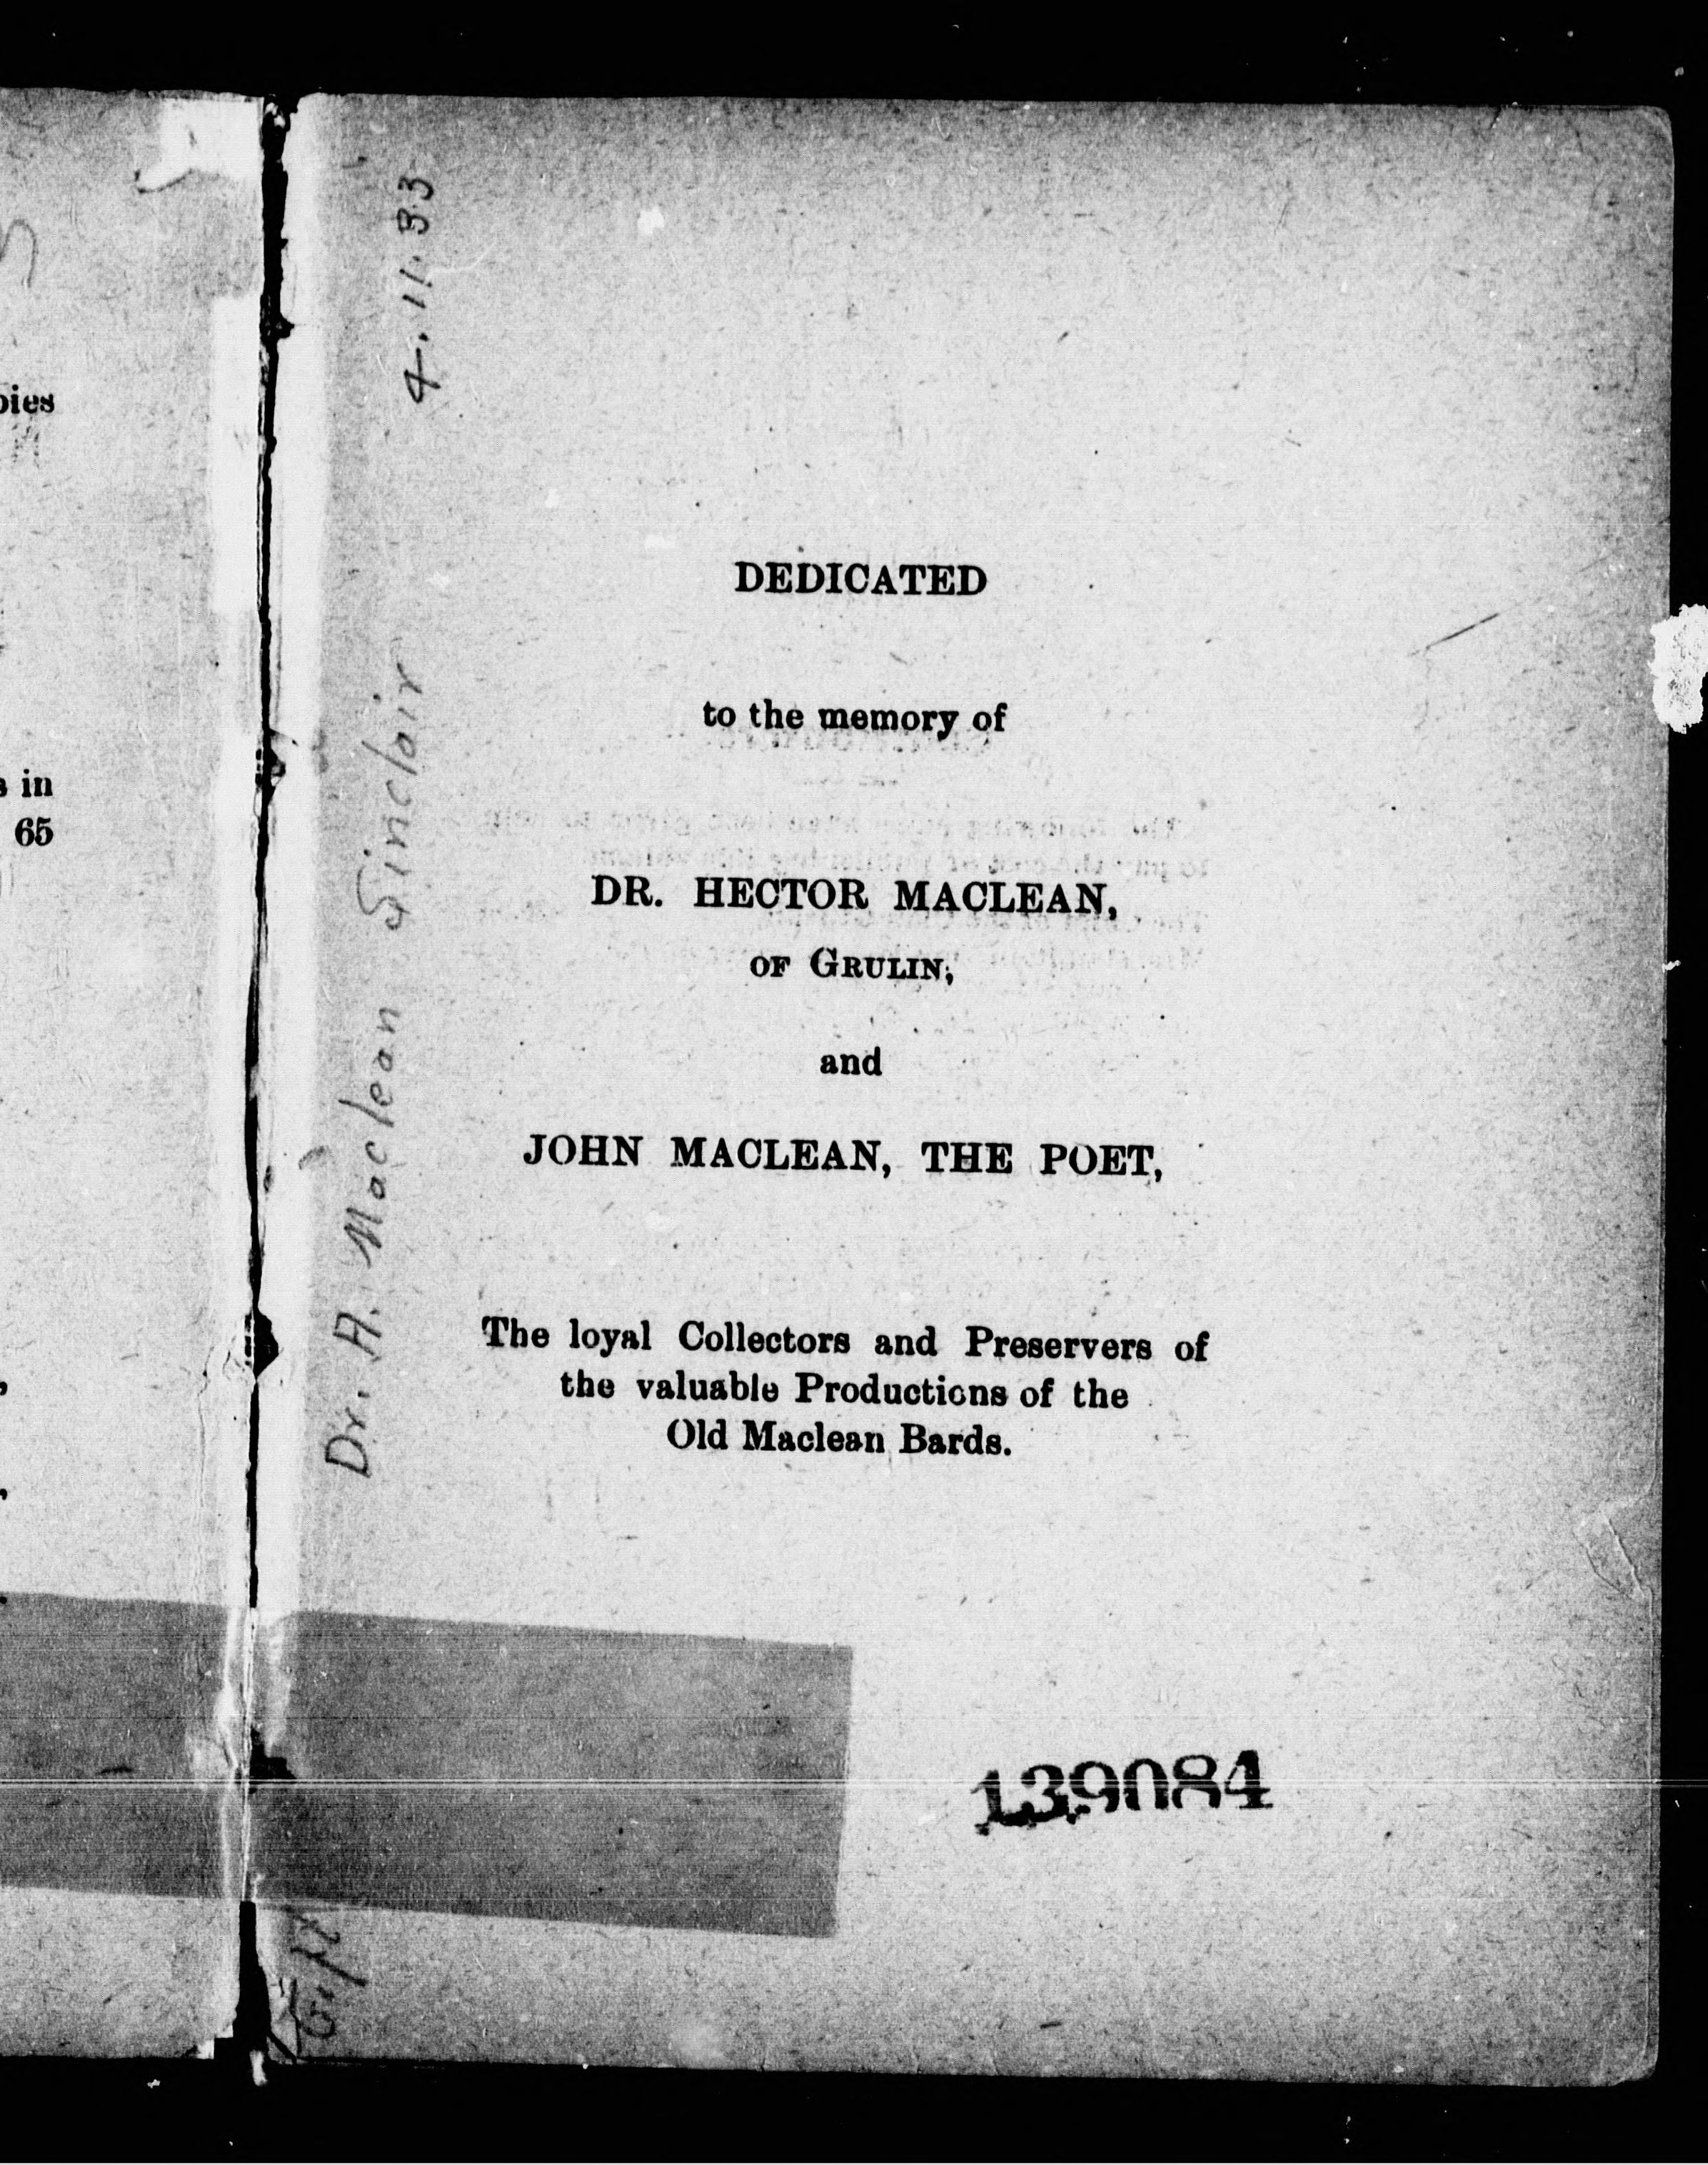 pies
s in
65
DEDICATED
to the memory of
DR. HECTOR MACLEAN,
OF GRULIN,
and
JOHN MACLEAN, THE POET,
The loyal Collectors and Preservers of
the valuable Productions of the
Old Maclean Bards.
139084
Gift
Dr. A. Maclean Sinclair
4.11.33